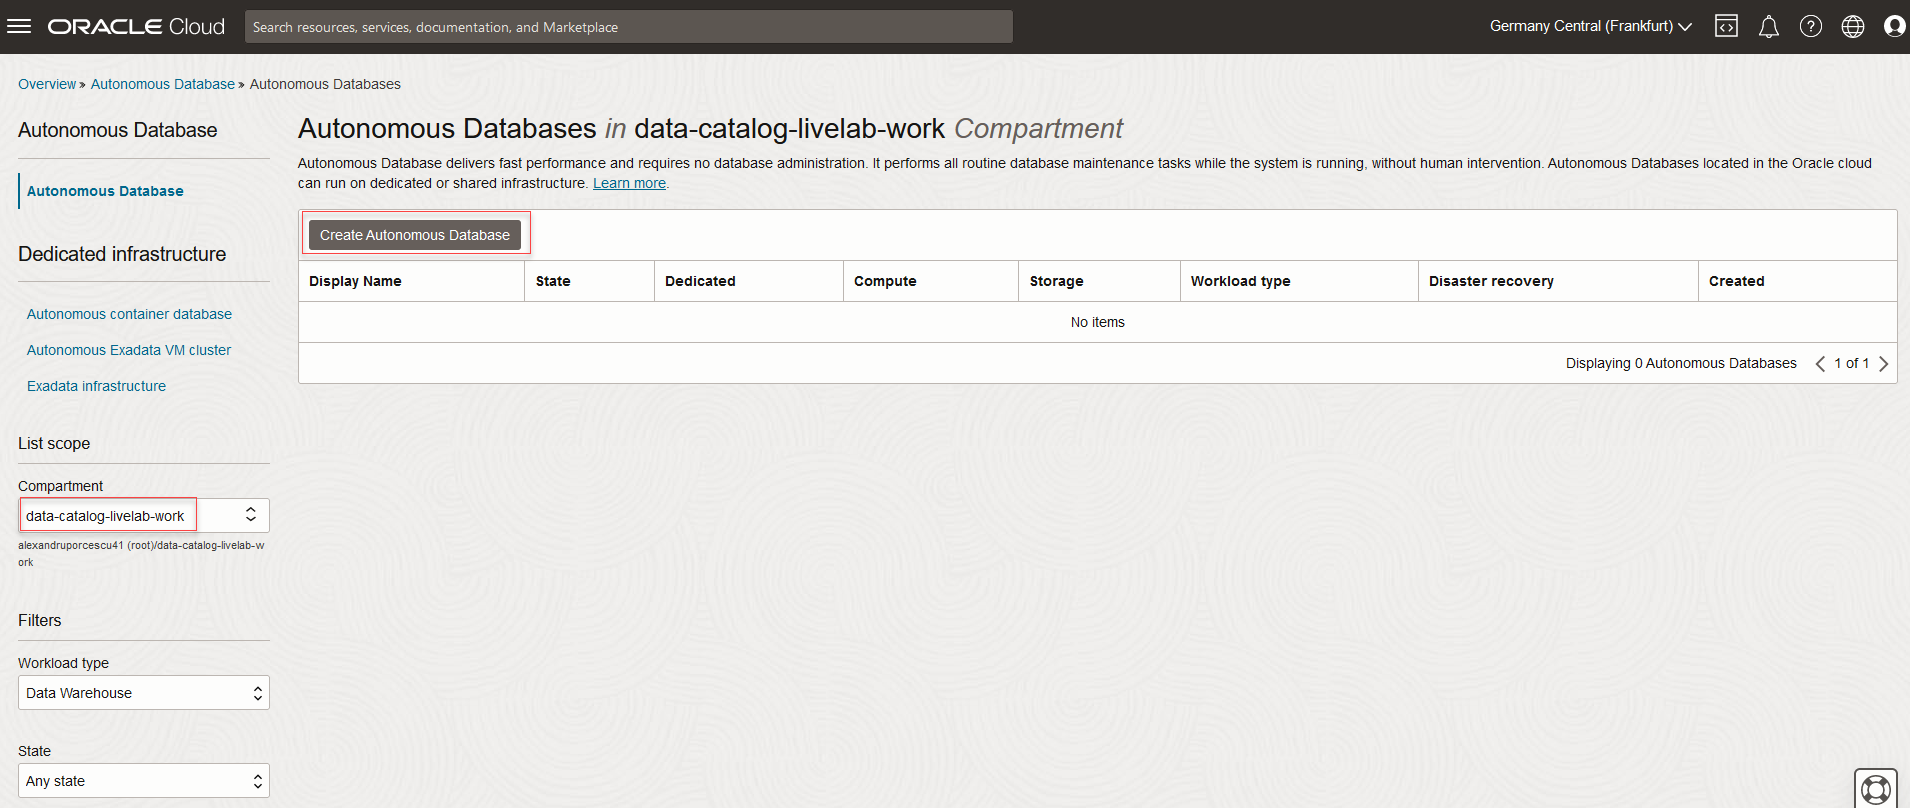 ORACLE Cloud
Search resources, services, documentation, and Marketplace
Germany Central (Frankfurt)
Overview » Autonomous Database » Autonomous Databases
Autonomous Database
Autonomous Database
Dedicated infrastructure
Autonomous container database
Autonomous Exadata VM cluster
Exadata infrastructure
List scope
Compartment
data-catalog-livelab-work
alexandruporcescu41 (root)/data-catalog-livelab-w
ork
Filters
Workload type
Data Warehouse
State
Any state
Autonomous Databases in data-catalog-livelab-work Compartment
Autonomous Database delivers fast performance and requires no database administration. It performs all routine database maintenance tasks while the system is running, without human intervention. Autonomous Databases located in the Oracle cloud
can run on dedicated or shared infrastructure. Learn more.
Create Autonomous Database
Display Name State Dedicated Compute Storage Workload type Disaster recovery Created
No items
Displaying 0 Autonomous Databases 1 of 1